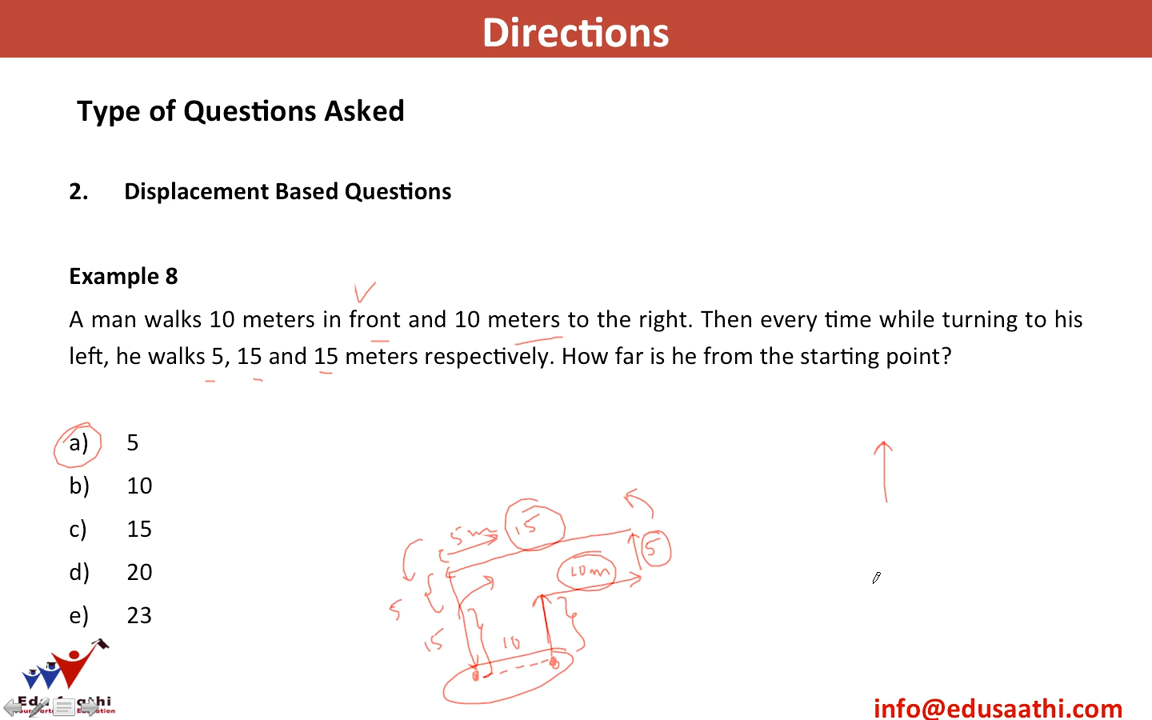 Directions
Type of Questions Asked
2. Displacement Based Questions
Example 8
A man walks 10 meters in front and 10 meters to the right. Then every time while turning to his
left, he walks 5, 15 and 15 meters respectively. How far is he from the starting point?
a) 5
b) 10
c) 15
d) 20
e) 23
5m
15
5
10m
5
15
10
info@edusaathi.com